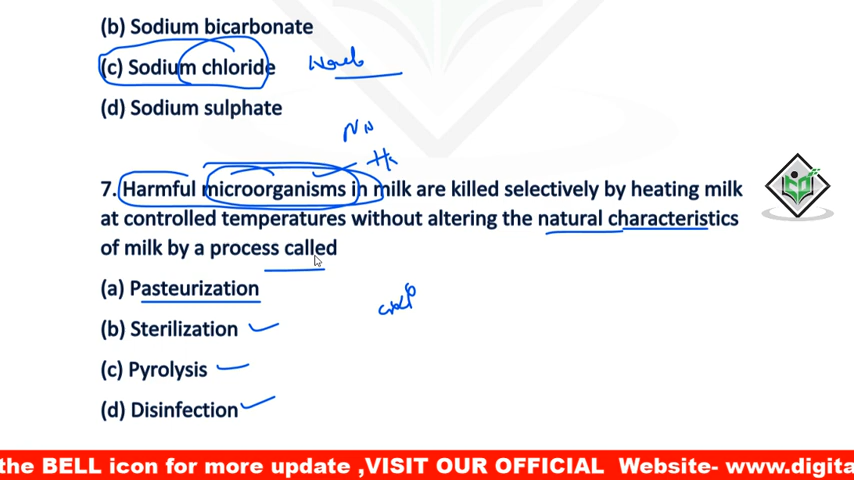 (b) Sodium bicarbonate
(c) Sodium chloride
(d) Sodium sulphate
7. Harmful microorganisms in milk are killed selectively by heating milk
at controlled temperatures without altering the natural characteristics
of milk by a process called
(a) Pasteurization
(b) Sterilization
(c) Pyrolysis
(d) Disinfection
the BELL icon for more update ,VISIT OUR OFFICIAL Website- www.digita